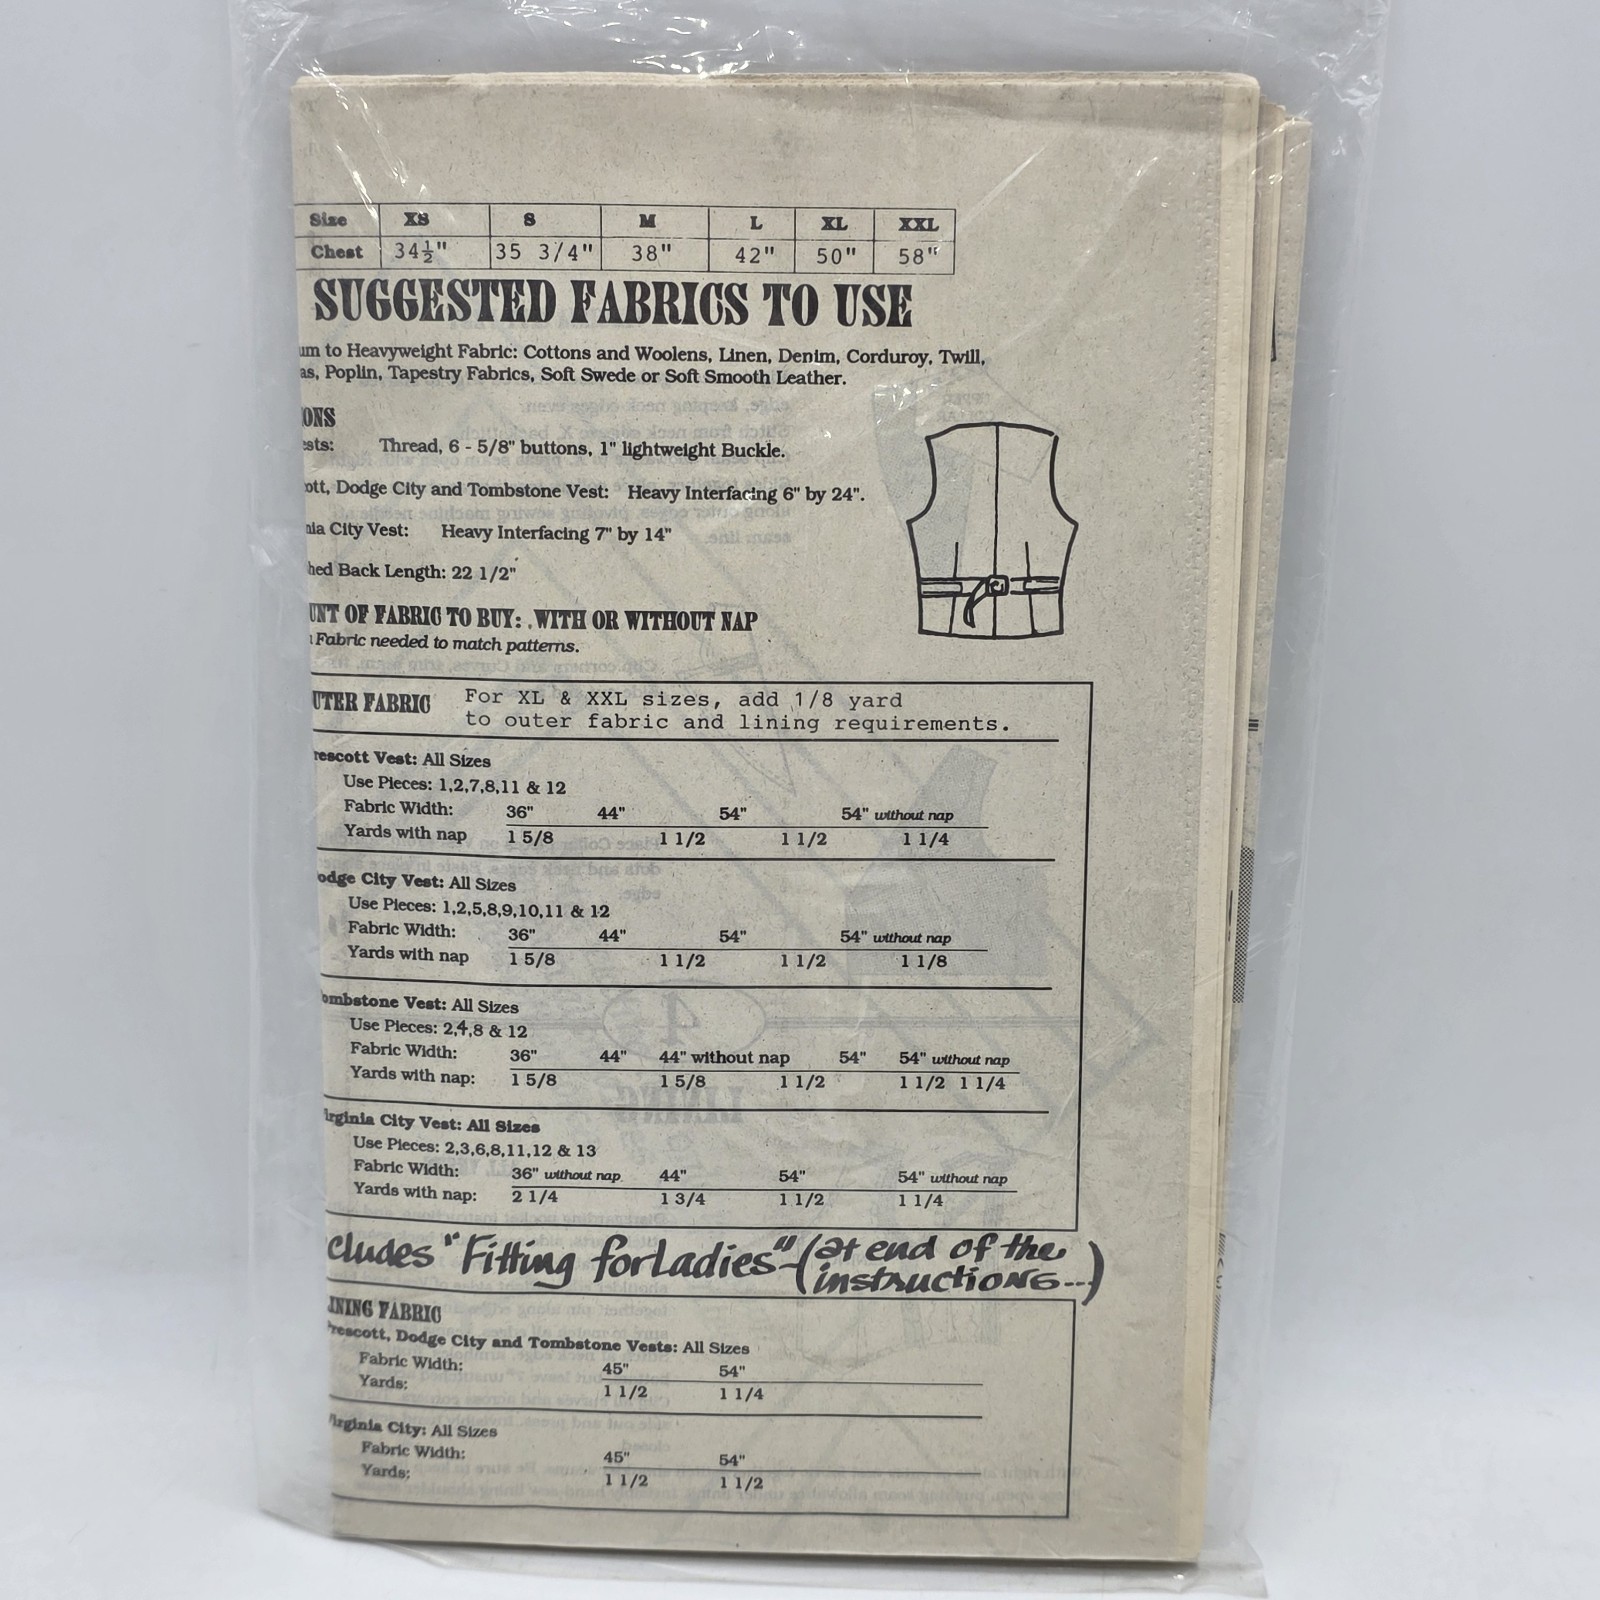 Size XS S M L XL XXL
Chest 34½" 35 3/4" 38" 42" 50" 58"
SUGGESTED FABRICS TO USE
um to Heavyweight Fabric: Cottons and Woolens, Linen, Denim, Corduroy, Twill,
as, Poplin, Tapestry Fabrics, Soft Swede or Soft Smooth Leather.
ONS
ests: Thread, 6 - 5/8" buttons, 1" lightweight Buckle.
ott, Dodge City and Tombstone Vest: Heavy Interfacing 6" by 24".
nia City Vest: Heavy Interfacing 7" by 14"
hed Back Length: 22 1/2"
UNT OF FABRIC TO BUY: . WITH OR WITHOUT NAP
Fabric needed to match patterns.
UTER FABRIC For XL & XXL sizes, add 1/8 yard
to outer fabric and lining requirements.
rescott Vest: All Sizes
Use Pieces: 1,2,7,8,11 & 12
Fabric Width: 36" 44" 54" 54" without nap
Yards with nap 1 5/8 1 1/2 1 1/2 1 1/4
odge City Vest: All Sizes
Use Pieces: 1,2,5,8,9,10,11 & 12
Fabric Width: 36" 44" 54" 54" without nap
Yards with nap 1 5/8 1 1/2 1 1/2 1 1/8
ombstone Vest: All Sizes
Use Pieces: 2,4,8 & 12
Fabric Width: 36" 44" 44" without nap 54" 54" without nap
Yards with nap: 1 5/8 1 5/8 1 1/2 1 1/2 1 1/4
irginia City Vest: All Sizes
Use Pieces: 2,3,6,8,11,12 & 13
Fabric Width: 36" without nap 44" 54" 54" without nap
Yards with nap: 2 1/4 1 3/4 1 1/2 1 1/4
cludes "Fitting for Ladies" - (at end of the
instructions...)
INING FABRIC
rescott, Dodge City and Tombstone Vests: All Sizes
Fabric Width: 45" 54"
Yards: 1 1/2 1 1/4
irginia City: All Sizes
Fabric Width: 45" 54"
Yards: 1 1/2 1 1/2